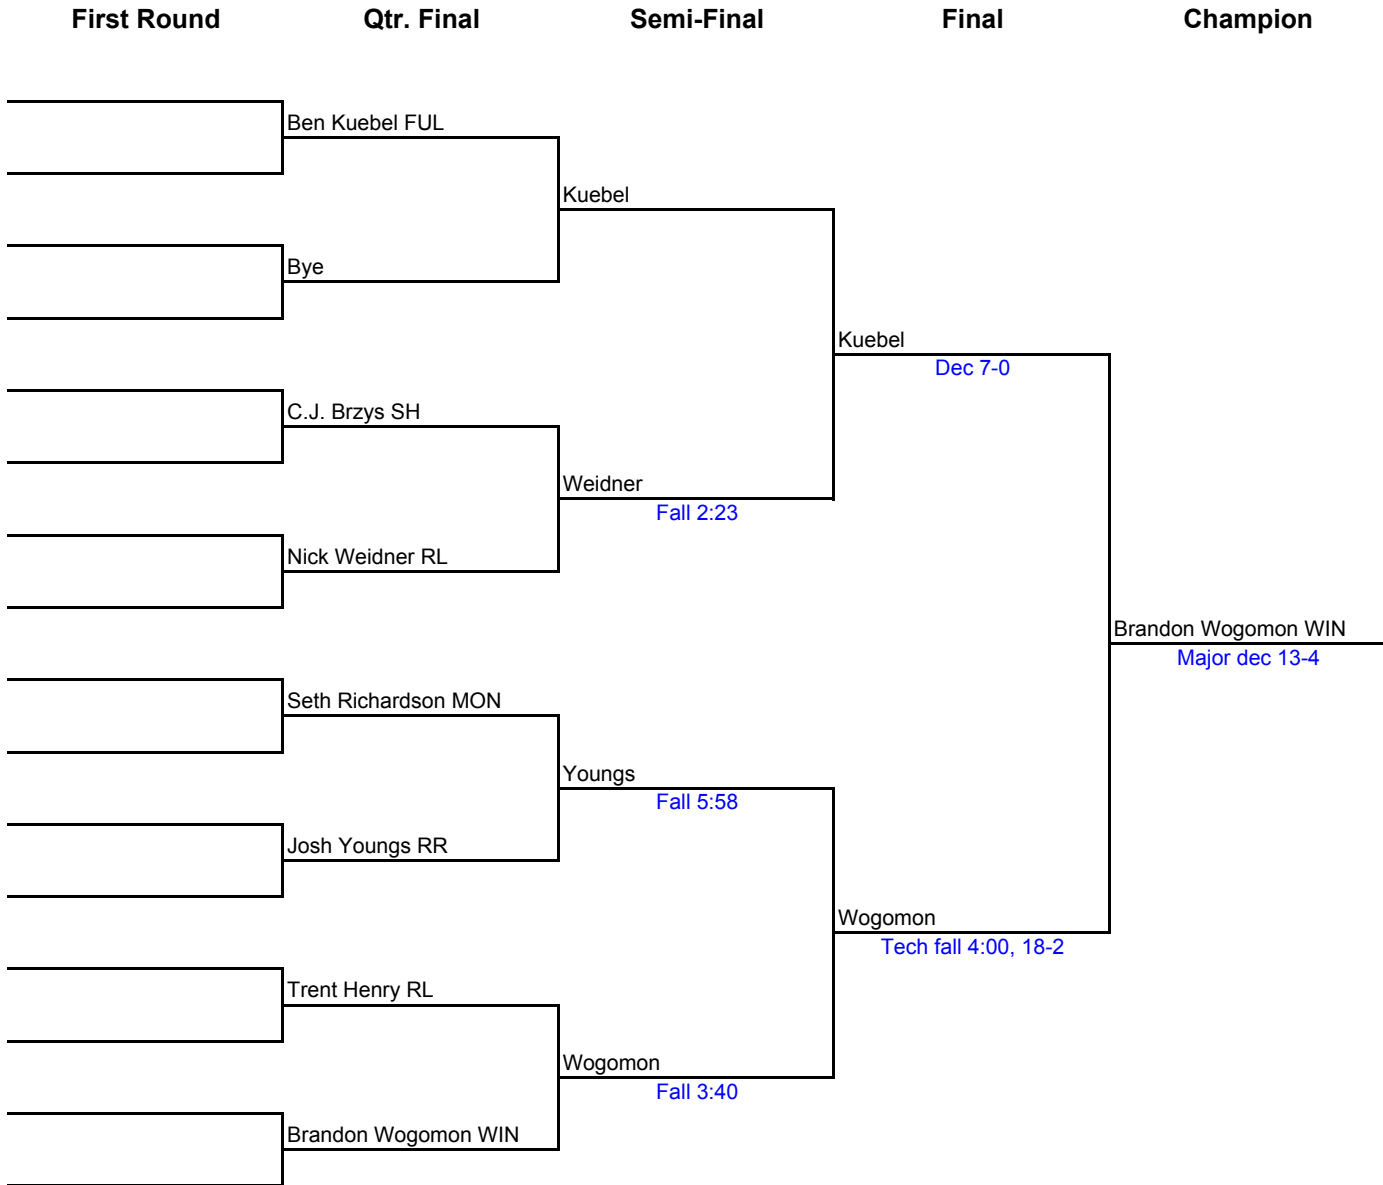 First Round Qtr. Final Semi-Final Final Champion
Ben Kuebel FUL
Kuebel
Bye
Kuebel
Dec 7-0
C.J. Brzys SH
Weidner
Fall 2:23
Nick Weidner RL
Brandon Wogomon WIN
Major dec 13-4
Seth Richardson MON
Youngs
Fall 5:58
Josh Youngs RR
Wogomon
Tech fall 4:00, 18-2
Trent Henry RL
Wogomon
Fall 3:40
Brandon Wogomon WIN